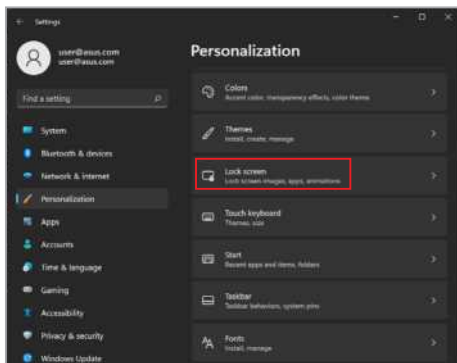 Settings
user@asus.com
user@asus.com
Find a setting
System
Bluetooth & devices
Network & internet
Personalization
Apps
Accounts
Time & language
Gaming
Accessibility
Privacy & security
Windows Update
Personalization
Colors
Accent color, transparency effects, color theme
Themes
Install, create, manage
Lock screen
Lock screen images, apps, animations
Touch keyboard
Themes, size
Start
Recent apps and items, folders
Taskbar
Taskbar behaviors, system pins
Fonts
Install, manage